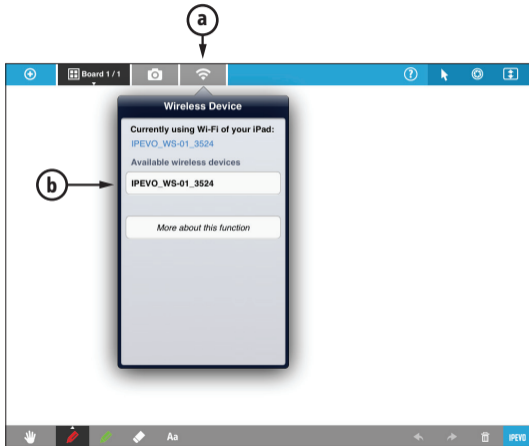 a
Board 1 / 1
?
Wireless Device
Currently using Wi-Fi of your iPad:
IPEVO_WS-01_3524
Available wireless devices
b
IPEVO_WS-01_3524
More about this function
Aa
IPEVO